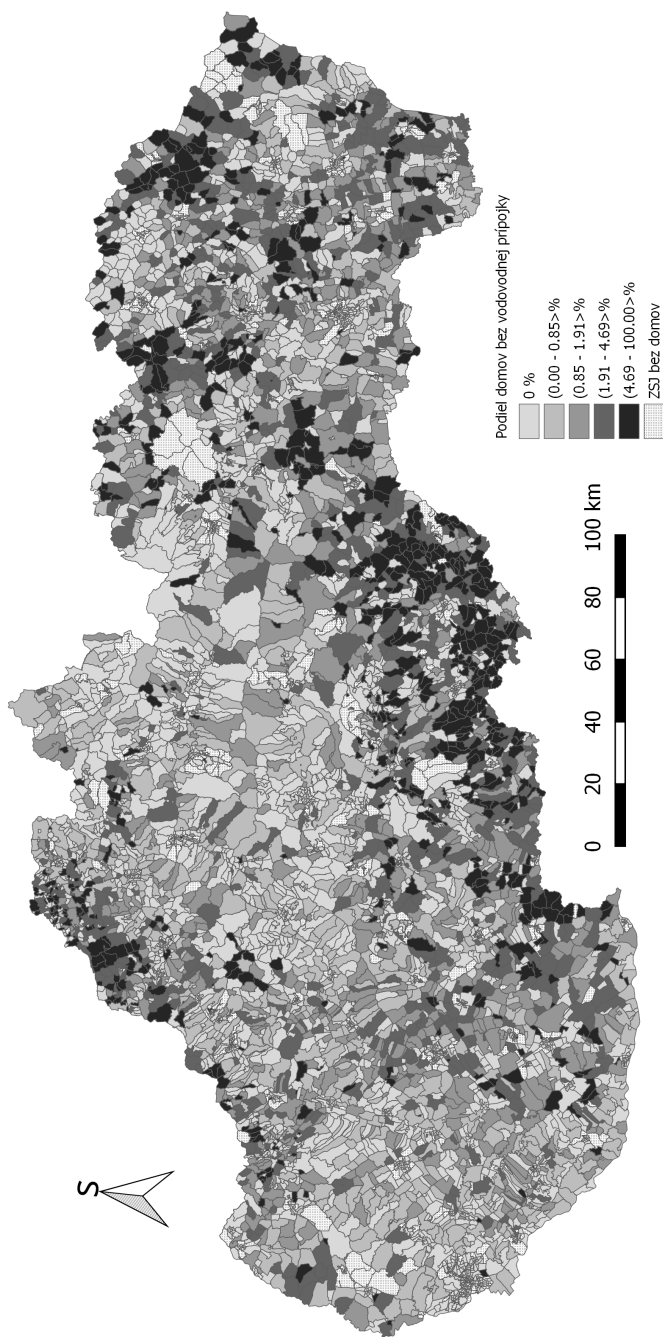 S
Podiel domov bez vodovodnej prípojky
0 %
(0.00 - 0.85>%
(0.85 - 1.91>%
(1.91 - 4.69>%
(4.69 - 100.00>%
ZSJ bez domov
0 20 40 60 80 100 km